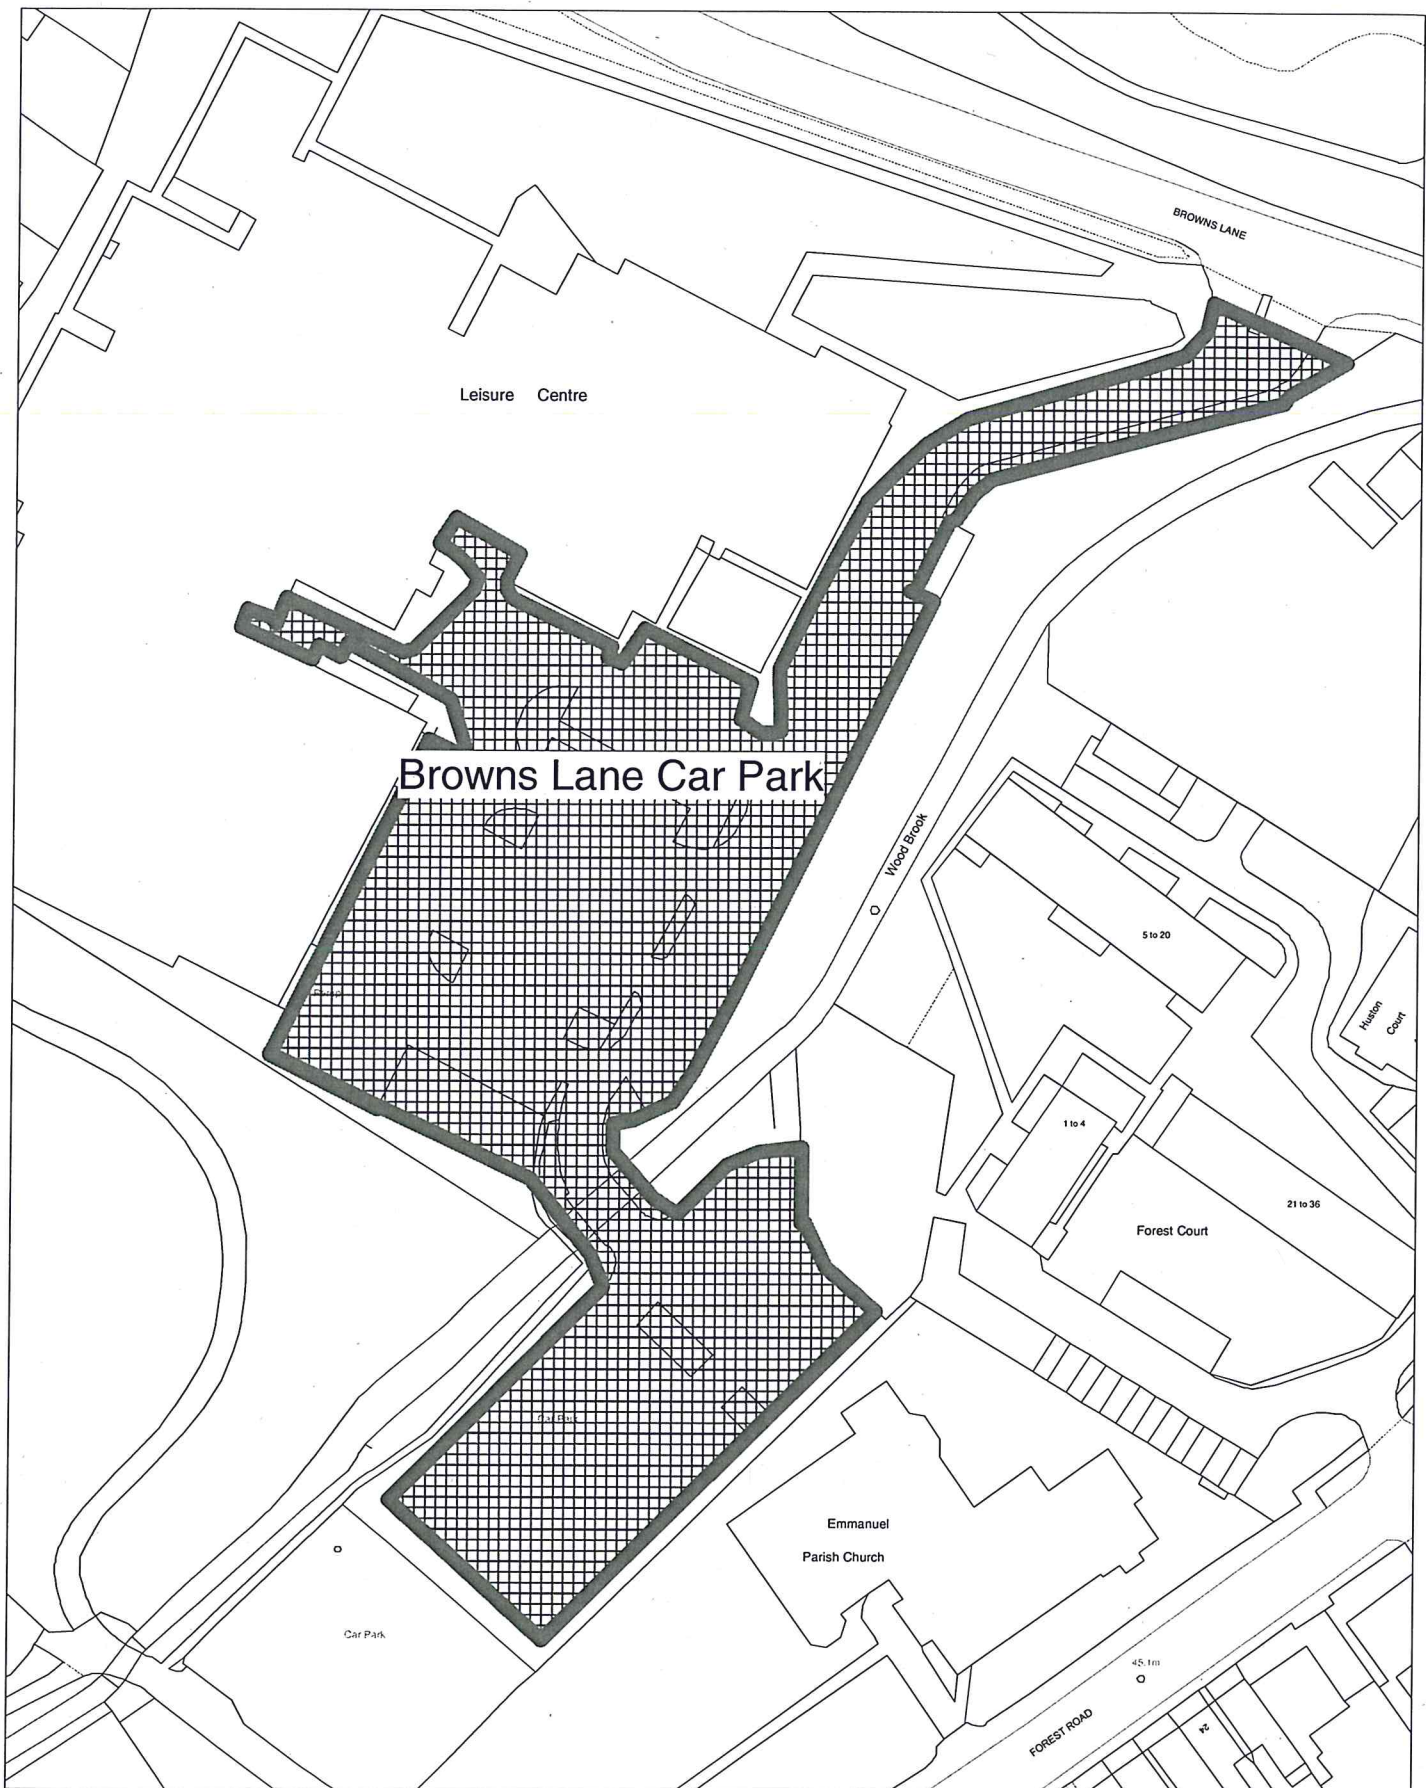 BROWNS LANE
Leisure Centre
Browns Lane Car Park
Wood Brook
5 to 20
Huston
Court
1 to 4
21 to 36
Forest Court
Car Park
Emmanuel
Parish Church
Car Park
45.1m
FOREST ROAD
24